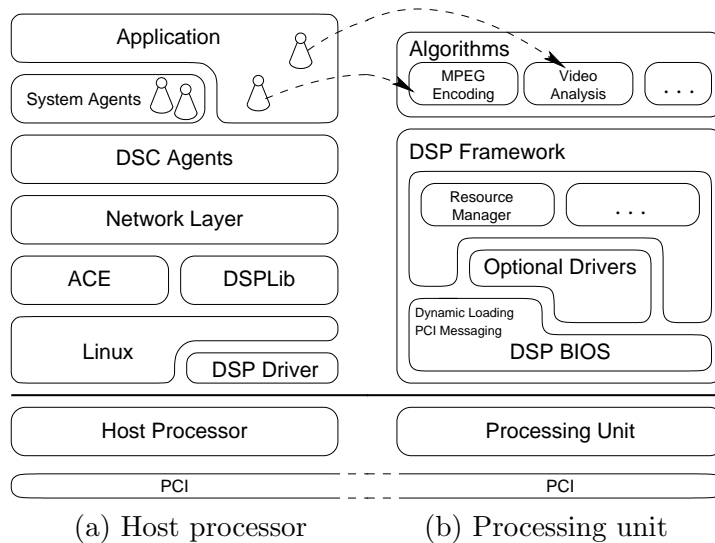 Application
System Agents
DSC Agents
Network Layer
ACE
DSPLib
Linux
DSP Driver
Host Processor
PCI
(a) Host processor
Algorithms
MPEG
Encoding
Video
Analysis
. . .
DSP Framework
Resource
Manager
. . .
Optional Drivers
Dynamic Loading
PCI Messaging
DSP BIOS
Processing Unit
PCI
(b) Processing unit